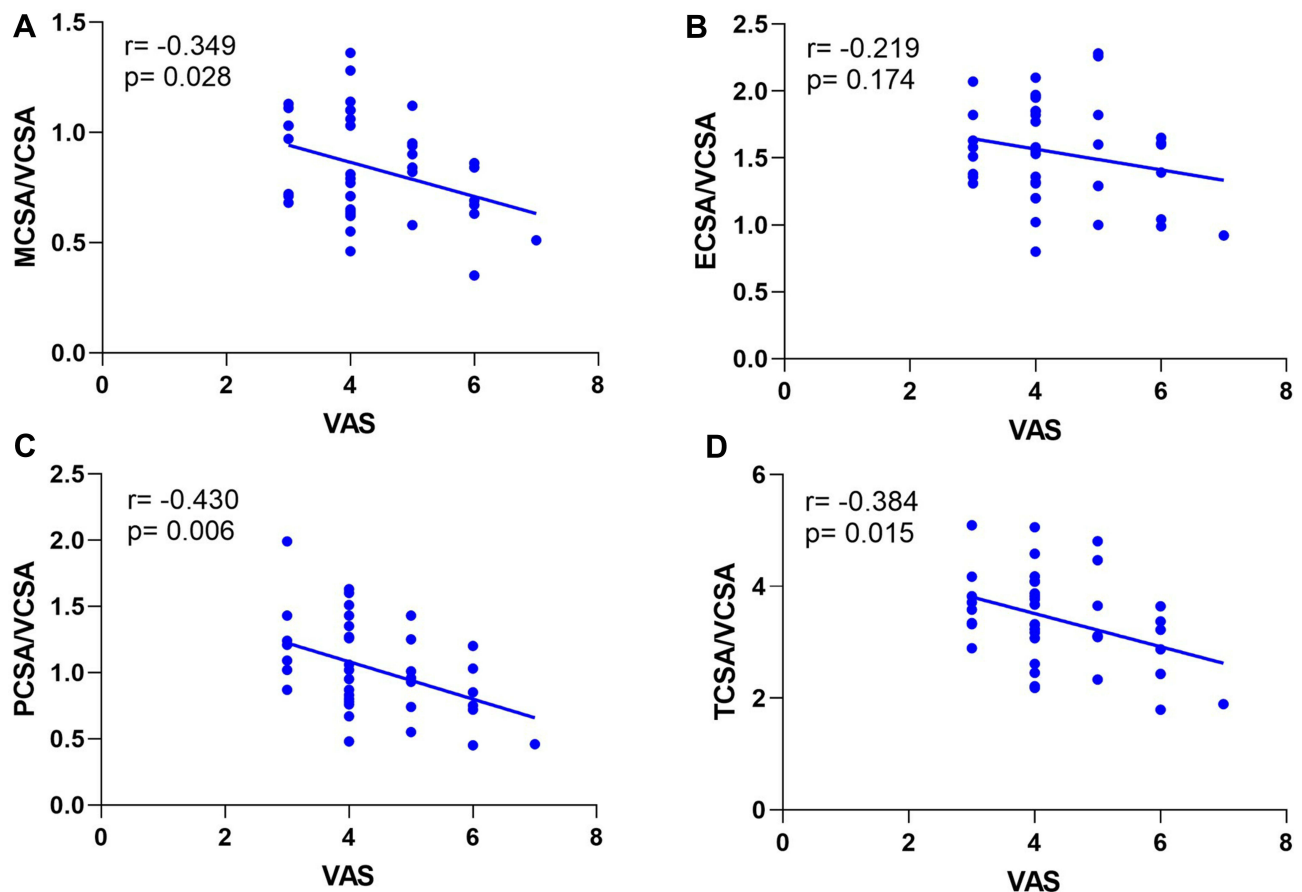 A
r= -0.349
p= 0.028
MCSA/VCSA
1.5
1.0
0.5
0.0
0 2 4 6 8
VAS
B
r= -0.219
p= 0.174
ECSA/VCSA
2.5
2.0
1.5
1.0
0.5
0.0
0 2 4 6 8
VAS
C
r= -0.430
p= 0.006
PCSA/VCSA
2.5
2.0
1.5
1.0
0.5
0.0
0 2 4 6 8
VAS
D
r= -0.384
p= 0.015
TCSA/VCSA
6
4
2
0
0 2 4 6 8
VAS